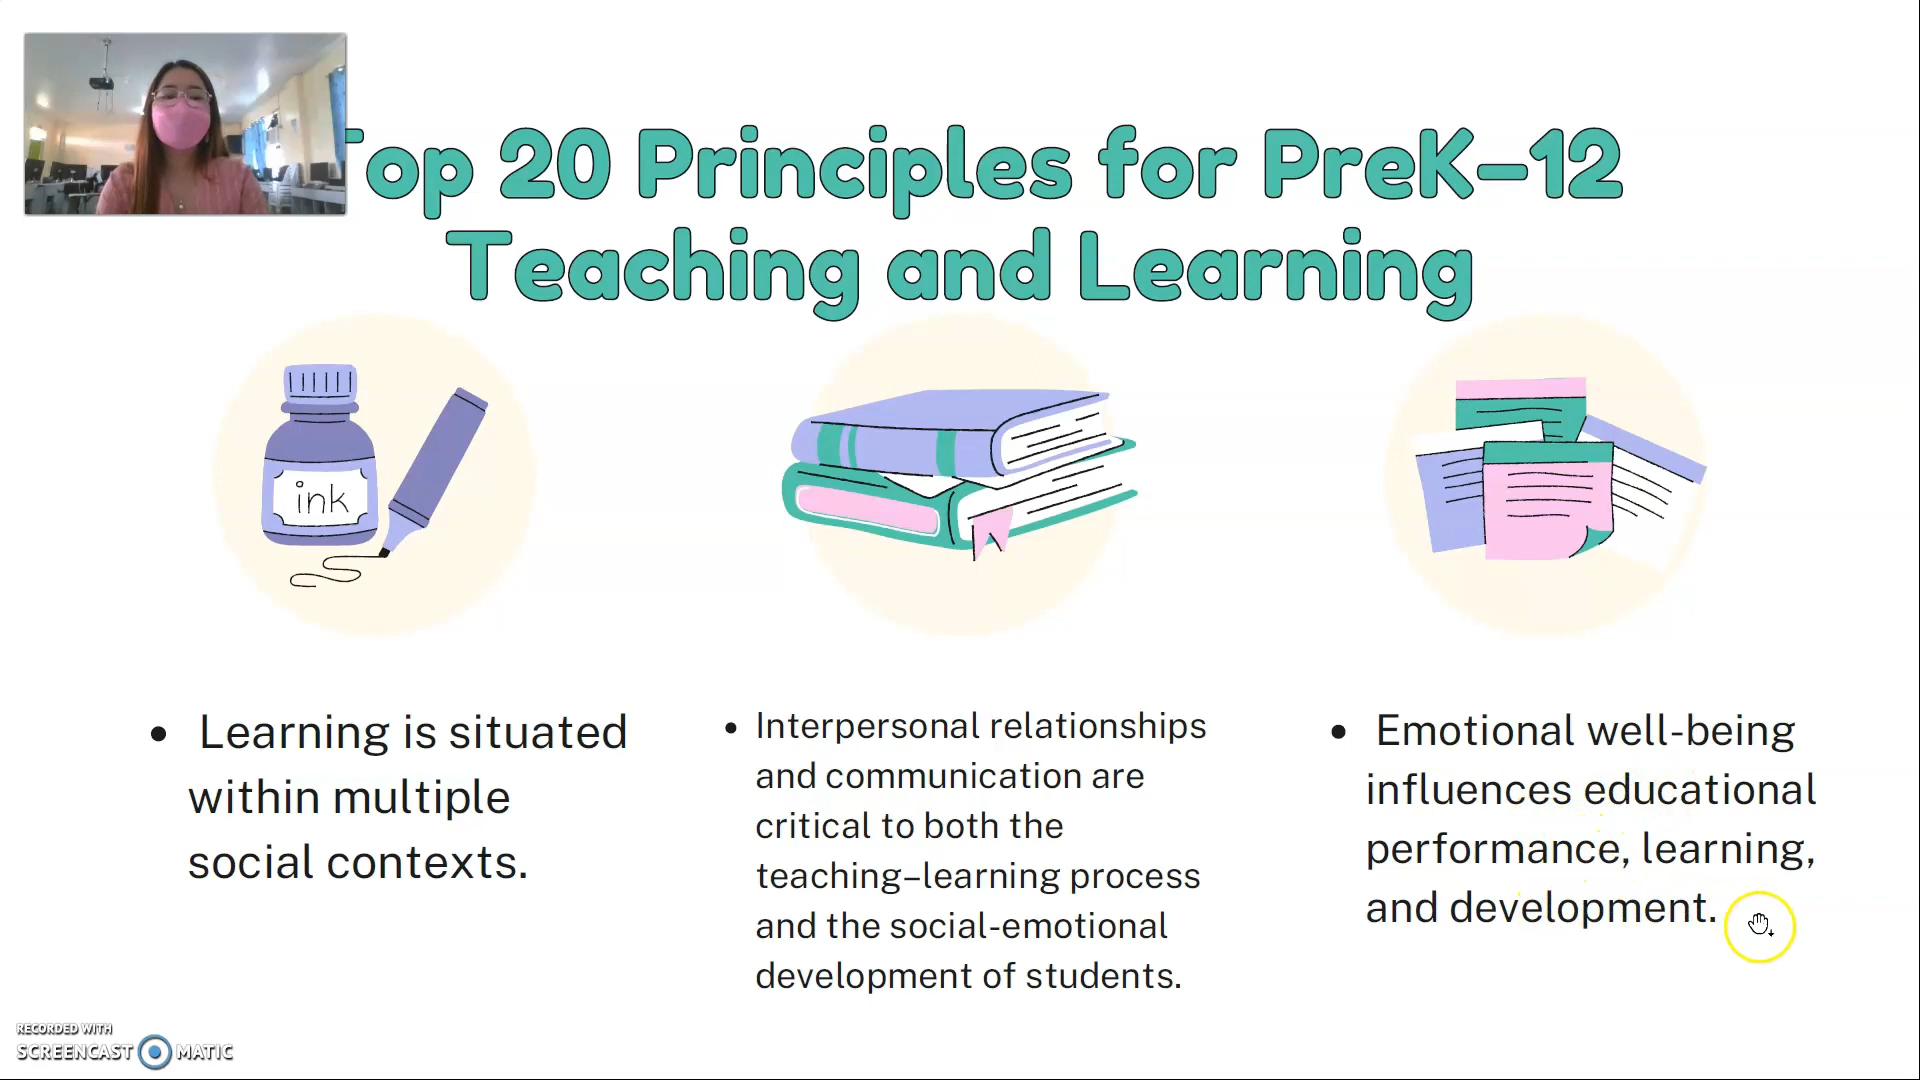 Top 20 Principles for PreK–12
Teaching and Learning
ink
• Learning is situated
within multiple
social contexts.
• Interpersonal relationships
and communication are
critical to both the
teaching–learning process
and the social-emotional
development of students.
• Emotional well-being
influences educational
performance, learning,
and development.
RECORDED WITH
SCREENCAST MATIC